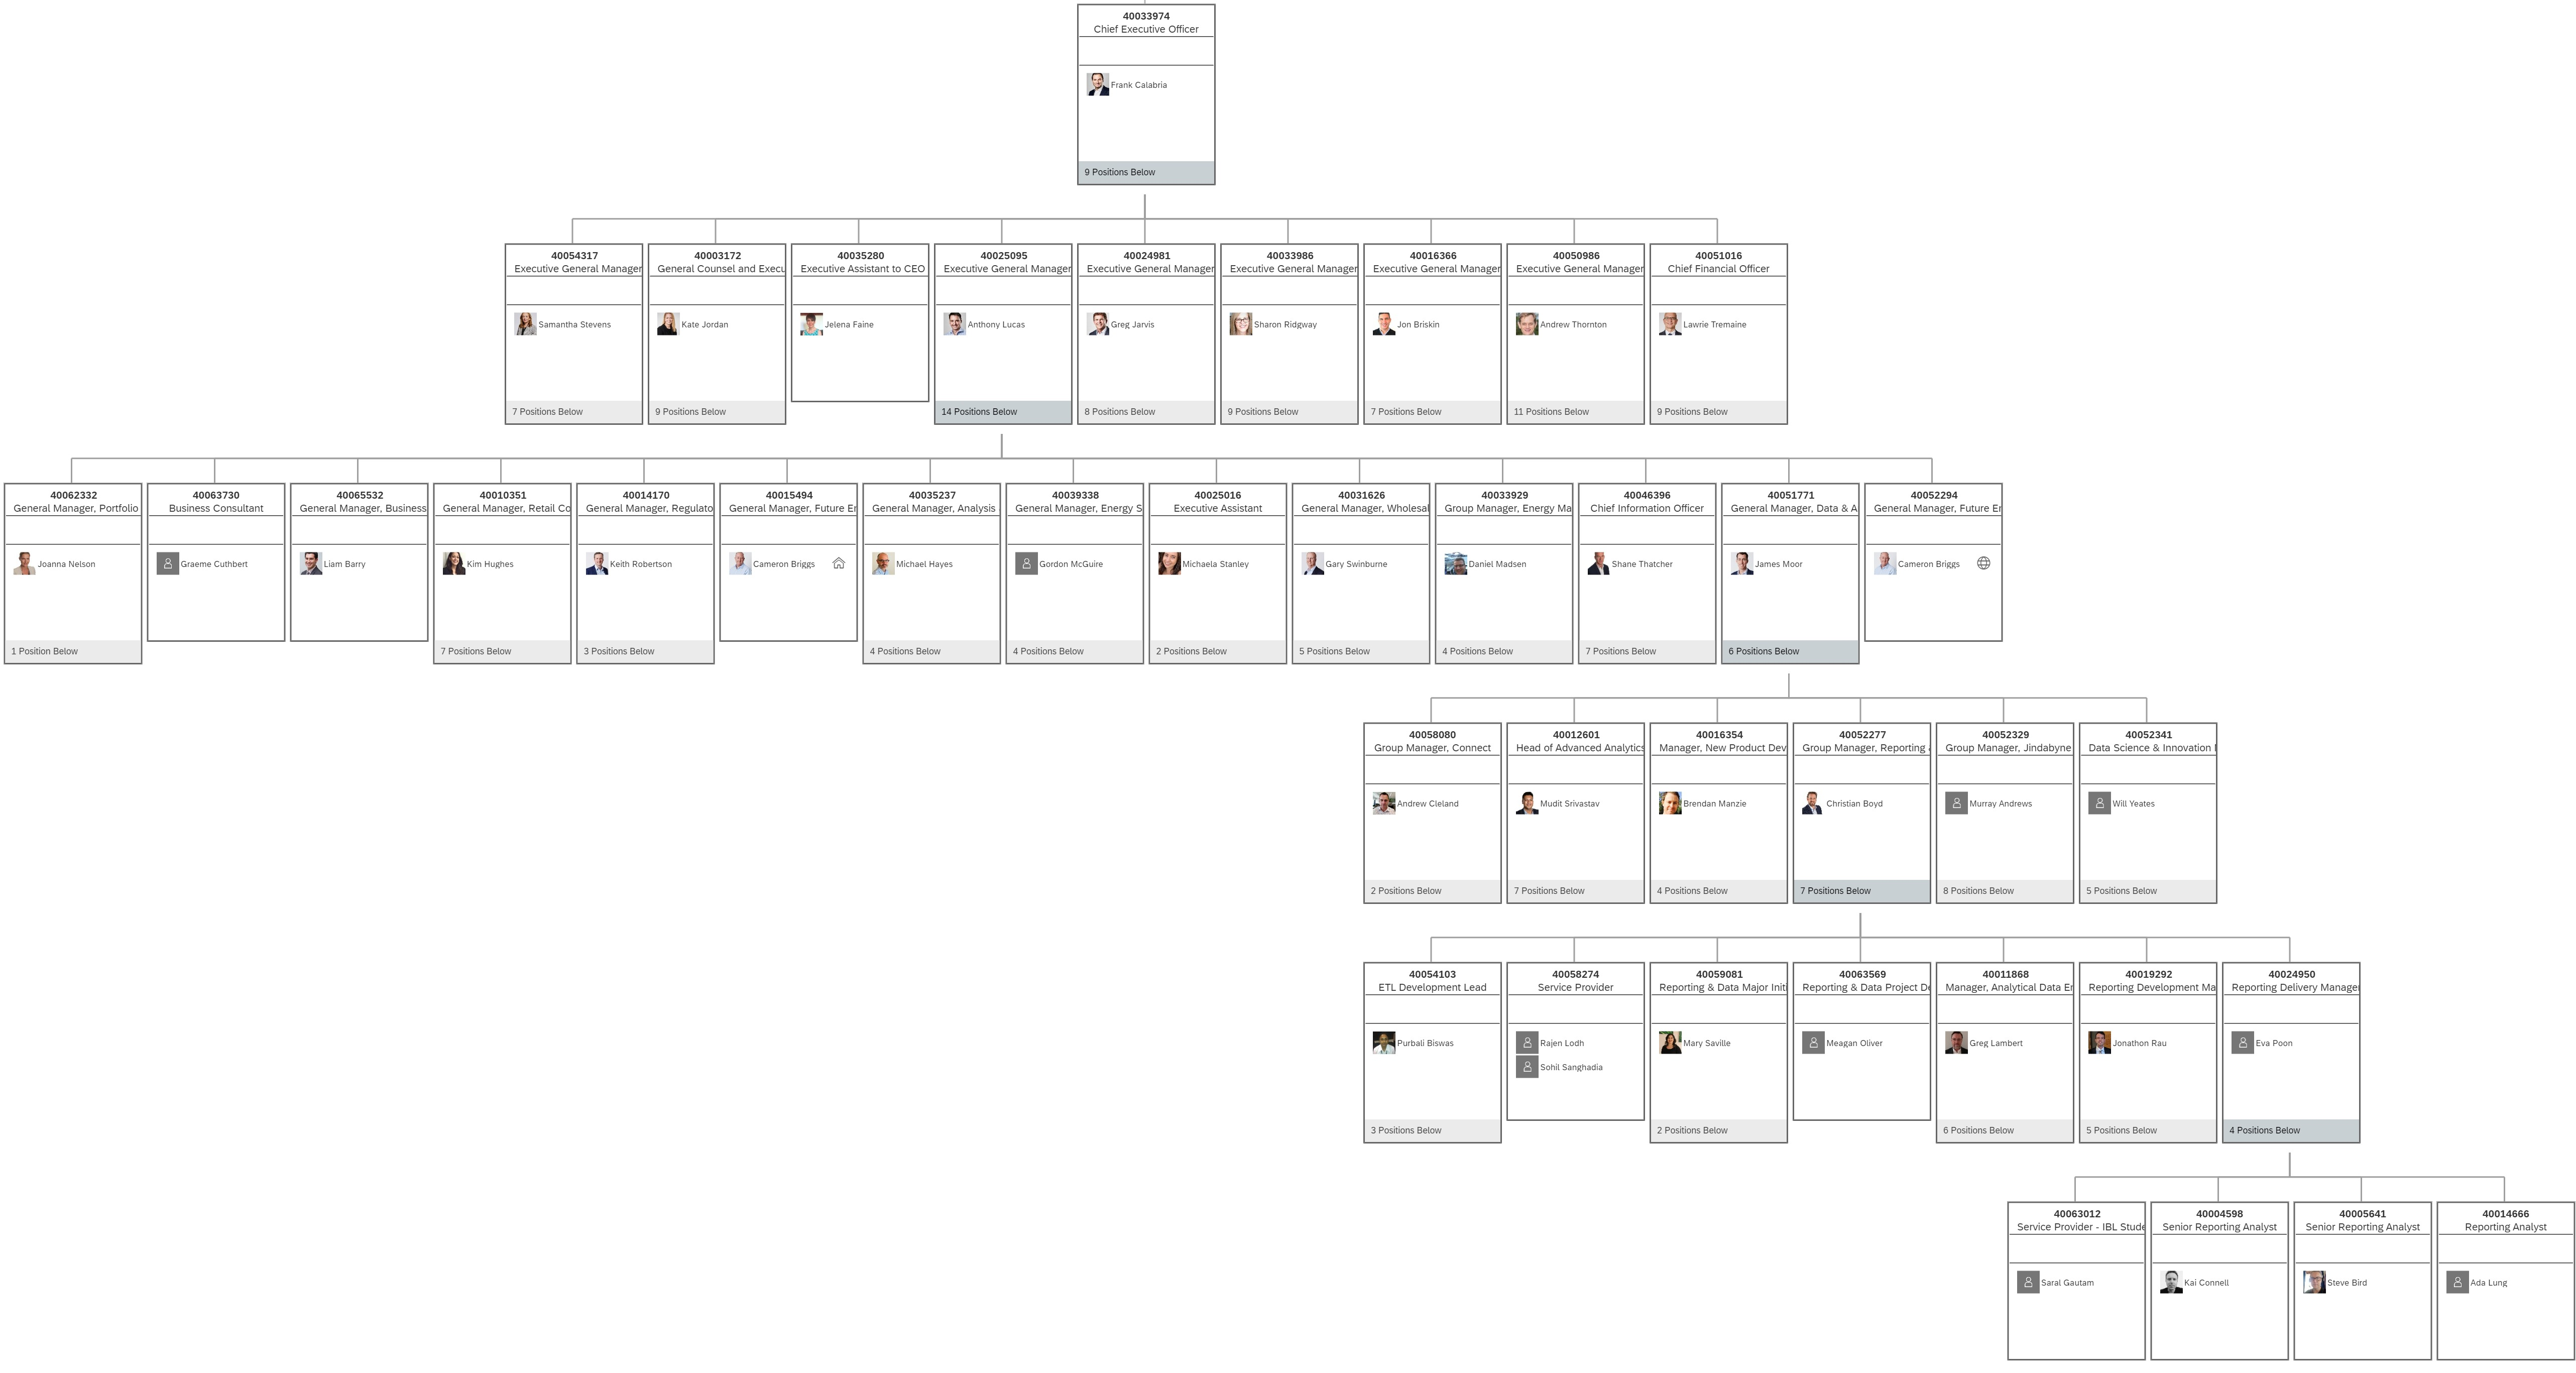 40033974
Chief Executive Officer
Frank Calabria
9 Positions Below
40054317
Executive General Manager
Samantha Stevens
7 Positions Below
40003172
General Counsel and Execu
Kate Jordan
9 Positions Below
40035280
Executive Assistant to CEO
Jelena Faine
40025095
Executive General Manager
Anthony Lucas
14 Positions Below
40024981
Executive General Manager
Greg Jarvis
8 Positions Below
40033986
Executive General Manager
Sharon Ridgway
9 Positions Below
40016366
Executive General Manager
Jon Briskin
7 Positions Below
40050986
Executive General Manager
Andrew Thornton
11 Positions Below
40051016
Chief Financial Officer
Lawrie Tremaine
9 Positions Below
40062332
General Manager, Portfolio
Joanna Nelson
1 Position Below
40063730
Business Consultant
Graeme Cuthbert
40065532
General Manager, Business
Liam Barry
40010351
General Manager, Retail Co
Kim Hughes
7 Positions Below
40014170
General Manager, Regulato
Keith Robertson
3 Positions Below
40015494
General Manager, Future En
Cameron Briggs
40035237
General Manager, Analysis
Michael Hayes
4 Positions Below
40039338
General Manager, Energy S
Gordon McGuire
4 Positions Below
40025016
Executive Assistant
Michaela Stanley
2 Positions Below
40031626
General Manager, Wholesal
Gary Swinburne
5 Positions Below
40033929
Group Manager, Energy Ma
Daniel Madsen
4 Positions Below
40046396
Chief Information Officer
Shane Thatcher
7 Positions Below
40051771
General Manager, Data & A
James Moor
6 Positions Below
40052294
General Manager, Future En
Cameron Briggs
40058080
Group Manager, Connect
Andrew Cleland
2 Positions Below
40012601
Head of Advanced Analytics
Mudit Srivastav
7 Positions Below
40016354
Manager, New Product Dev
Brendan Manzie
4 Positions Below
40052277
Group Manager, Reporting
Christian Boyd
7 Positions Below
40052329
Group Manager, Jindabyne
Murray Andrews
8 Positions Below
40052341
Data Science & Innovation
Will Yeates
5 Positions Below
40054103
ETL Development Lead
Purbali Biswas
3 Positions Below
40058274
Service Provider
Rajen Lodh
Sohil Sanghadia
40059081
Reporting & Data Major Initi
Mary Saville
2 Positions Below
40063569
Reporting & Data Project De
Meagan Oliver
40011868
Manager, Analytical Data En
Greg Lambert
6 Positions Below
40019292
Reporting Development Ma
Jonathon Rau
5 Positions Below
40024950
Reporting Delivery Manager
Eva Poon
4 Positions Below
40063012
Service Provider - IBL Stude
Saral Gautam
40004598
Senior Reporting Analyst
Kai Connell
40005641
Senior Reporting Analyst
Steve Bird
40014666
Reporting Analyst
Ada Lung